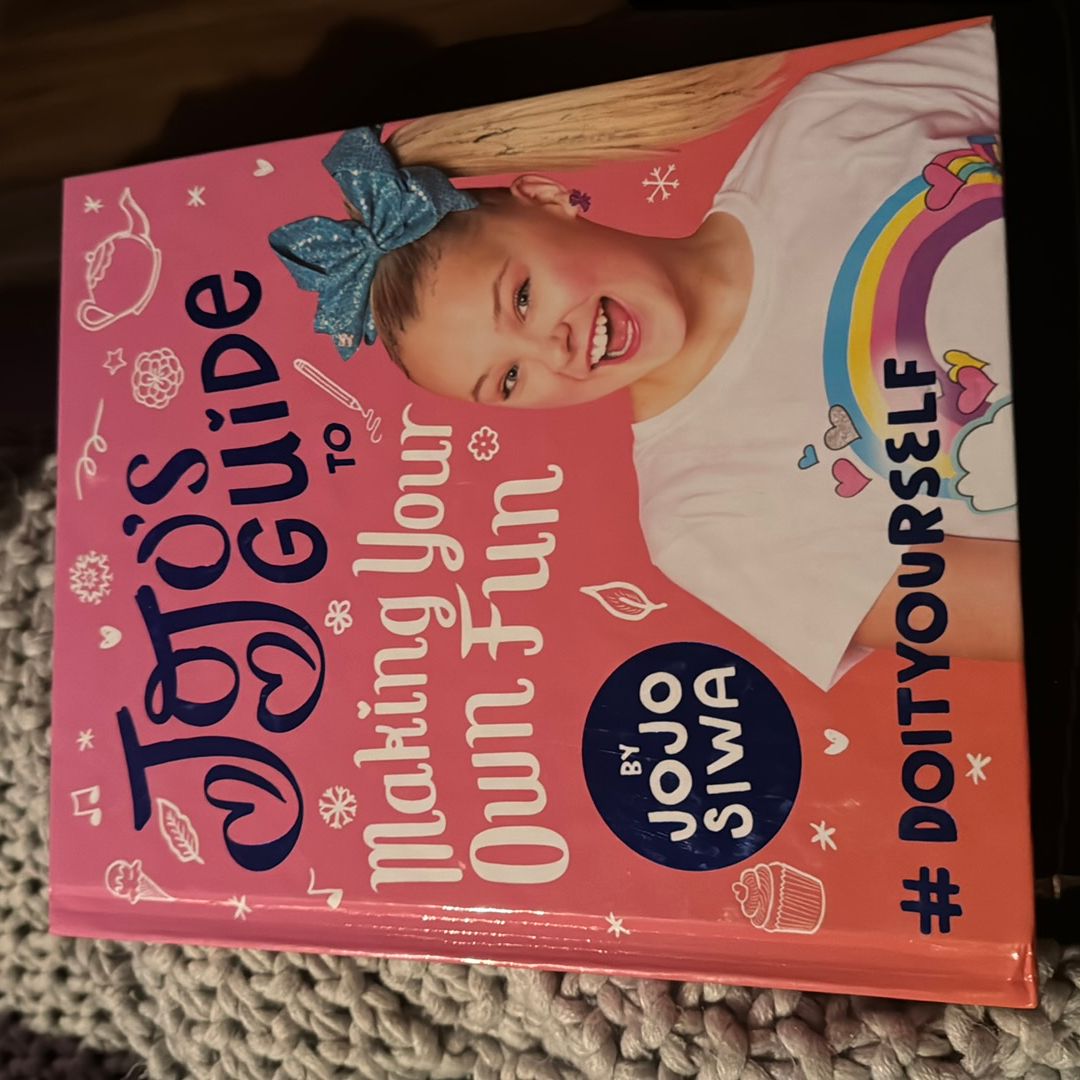 JoJo's
Guide
TO
Making Your
Own Fun
BY
JOJO
SIWA
#DOITYOURSELF